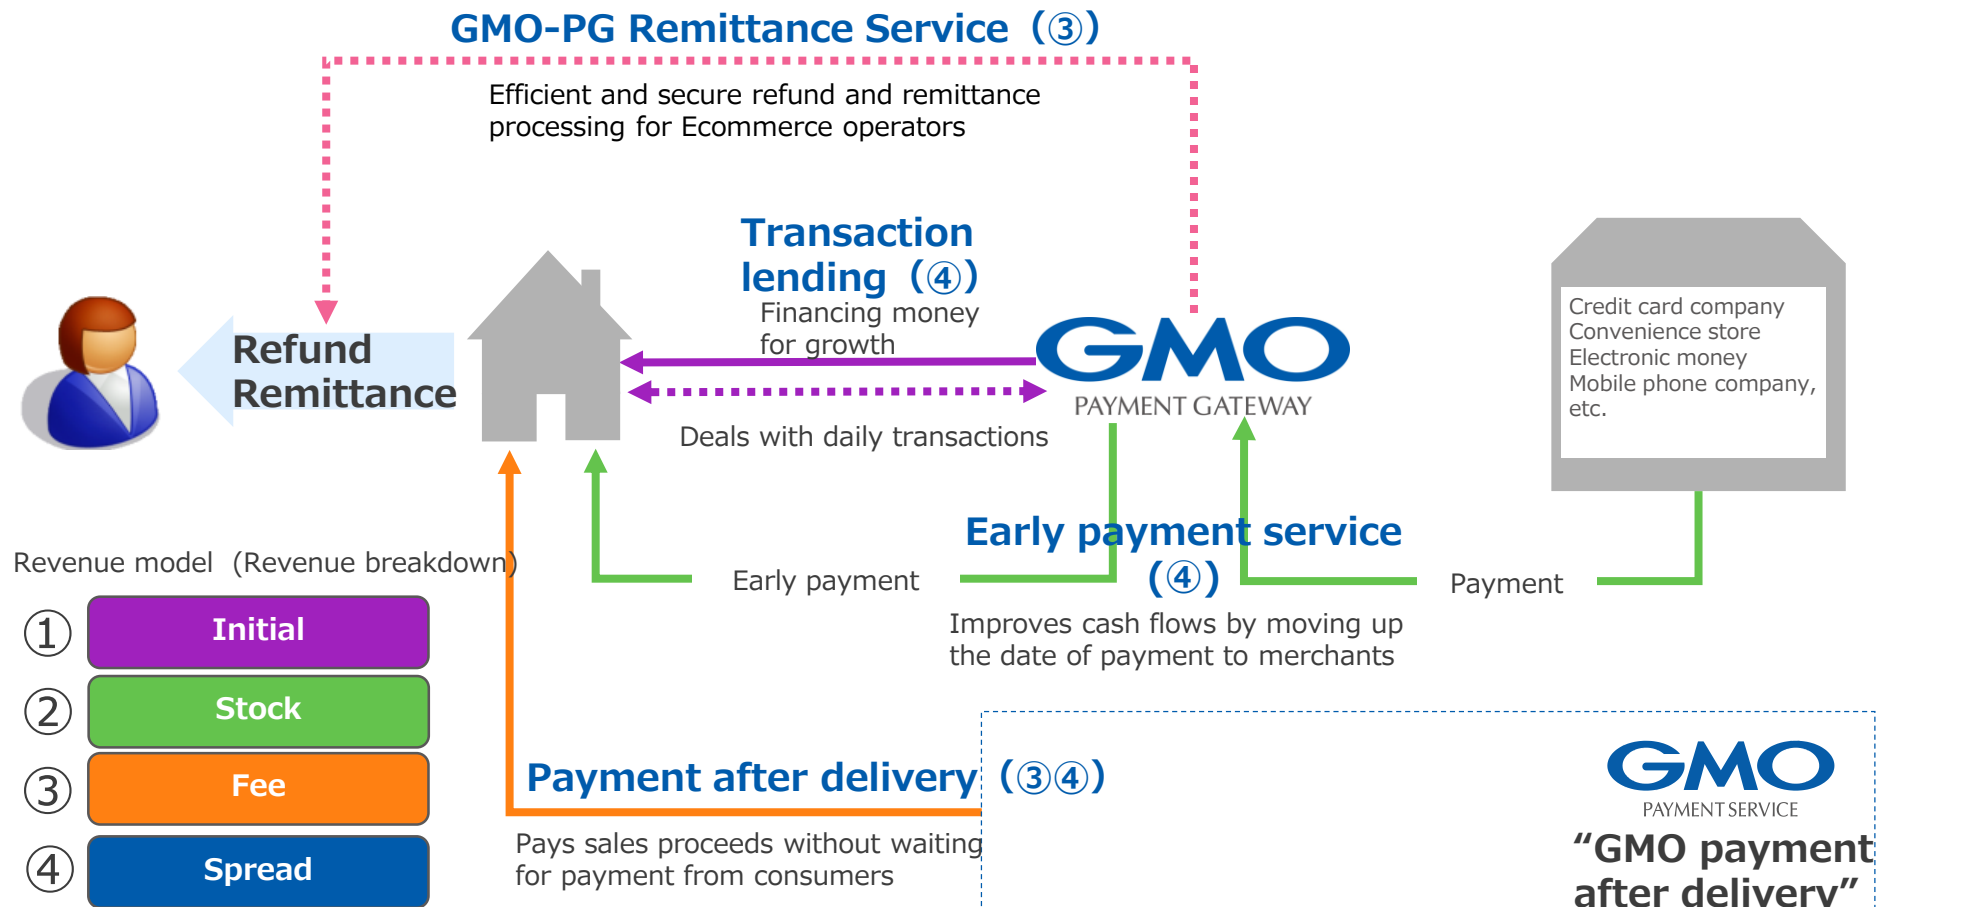 GMO-PG Remittance Service（③）
Efficient and secure refund and remittance
processing for Ecommerce operators
Transaction
lending（④）
Financing money
for growth
Refund
Remittance
GMO
PAYMENT GATEWAY
Deals with daily transactions
Credit card company
Convenience store
Electronic money
Mobile phone company,
etc.
Early payment service
（④）
Early payment
Payment
Improves cash flows by moving up
the date of payment to merchants
Revenue model (Revenue breakdown)
① Initial
② Stock
③ Fee
④ Spread
Payment after delivery（③④）
Pays sales proceeds without waiting
for payment from consumers
GMO
PAYMENT SERVICE
“GMO payment
after delivery”